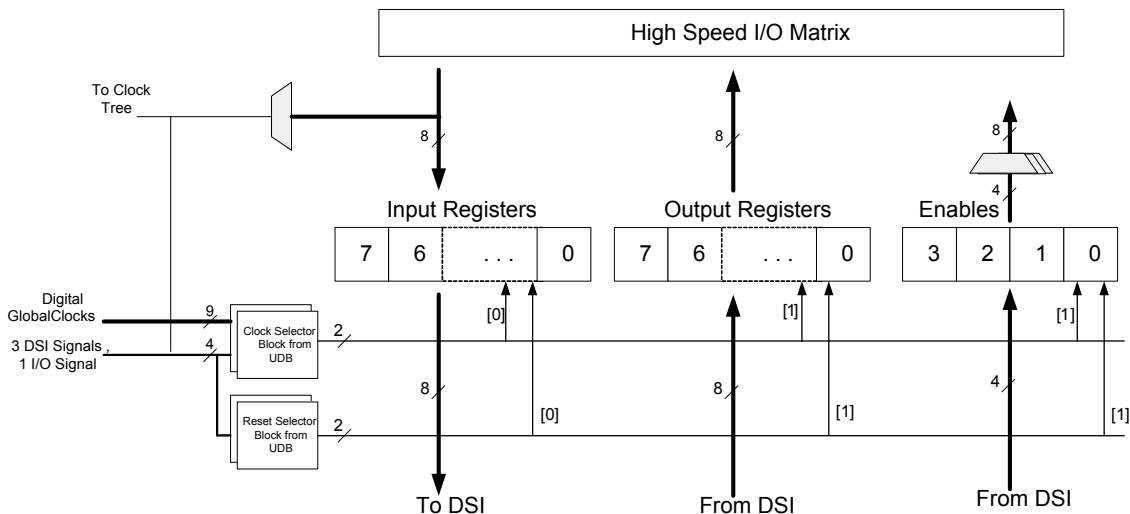 High Speed I/O Matrix
To Clock
Tree
8
8
8
4
Input Registers
Output Registers
Enables
7 6 . . . 0
7 6 . . . 0
3 2 1 0
Digital
GlobalClocks
9
3 DSI Signals ,
1 I/O Signal
4
Clock Selector
Block from
UDB
2
[0]
[1]
[1]
8
8
4
Reset Selector
Block from
UDB
2
[0]
[1]
[1]
To DSI
From DSI
From DSI